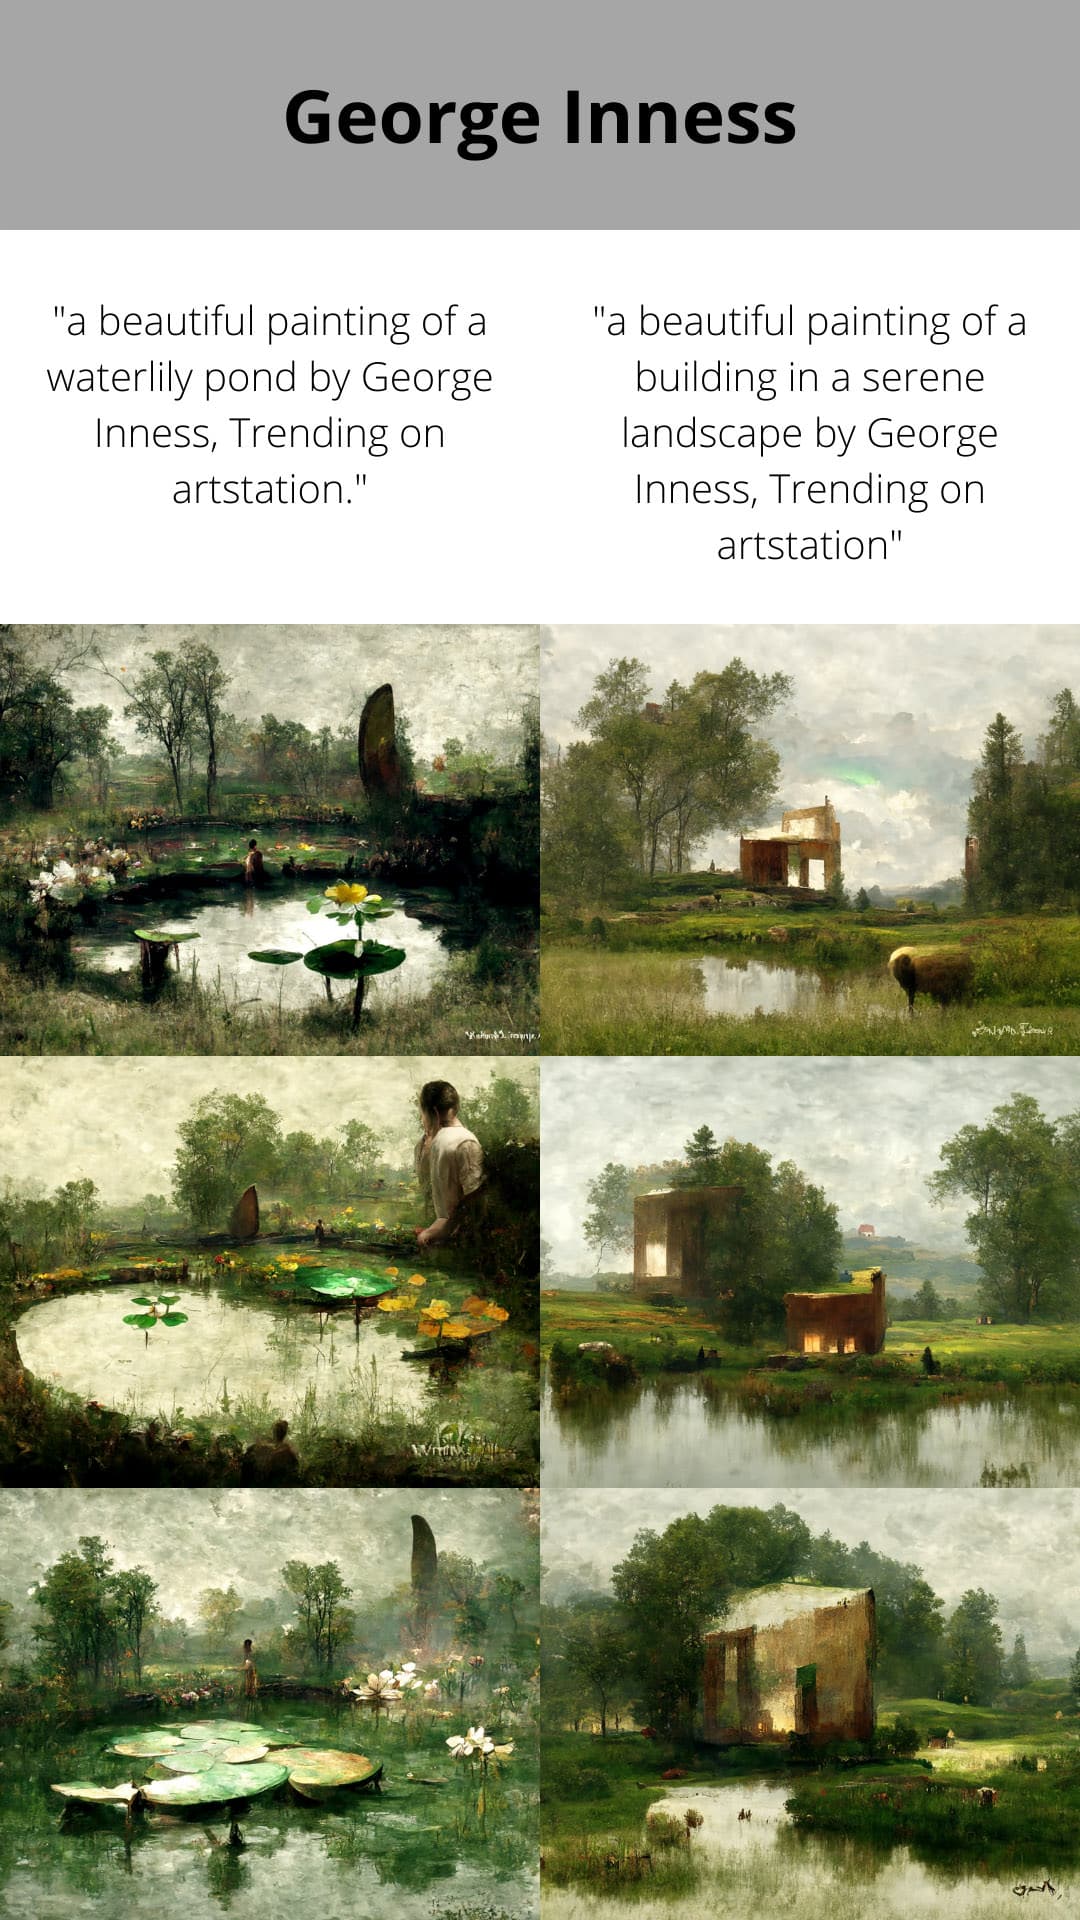 George Inness
"a beautiful painting of a
waterlily pond by George
Inness, Trending on
artstation."
"a beautiful painting of a
building in a serene
landscape by George
Inness, Trending on
artstation"